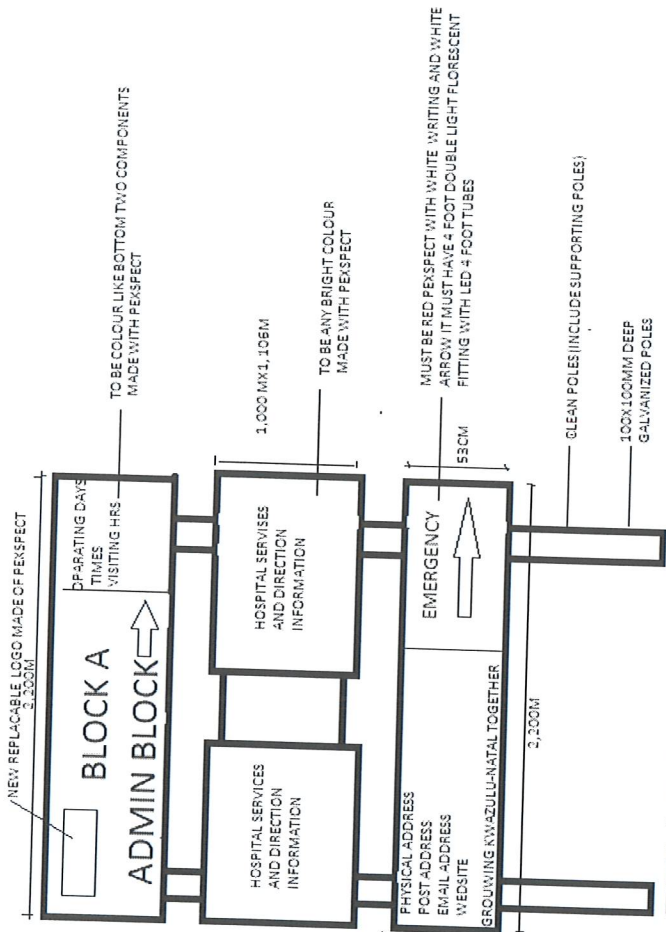 NEW REPLACABLE LOGO MADE OF PEXSPECT
2,200M
BLOCK A
ADMIN BLOCK
OPARATING DAYS
TIMES
VISITING HRS
TO BE COLOUR LIKE BOTTOM TWO COMPONENTS
MADE WITH PEXSPECT
HOSPITAL SERVICES
AND DIRECTION
INFORMATION
HOSPITAL SERVISES
AND DIRECTION
INFORMATION
1,000 MX1,106M
TO BE ANY BRIGHT COLOUR
MADE WITH PEXSPECT
PHYSICAL ADDRESS
POST ADDRESS
EMAIL ADDRESS
WEDSITE
GROUWING KWAZULU-NATAL TOGETHER
EMERGENCY
53CM
MUST BE RED PEXSPECT WITH WHITE WRITING AND WHITE
ARROW IT MUST HAVE 4 FOOT DOUBLE LIGHT FLORESCENT
FITTING WITH LED 4 FOOT TUBES
2,200M
CLEAN POLES(INCLUDE SUPPORTING POLES)
100X100MM DEEP
GALVANIZED POLES